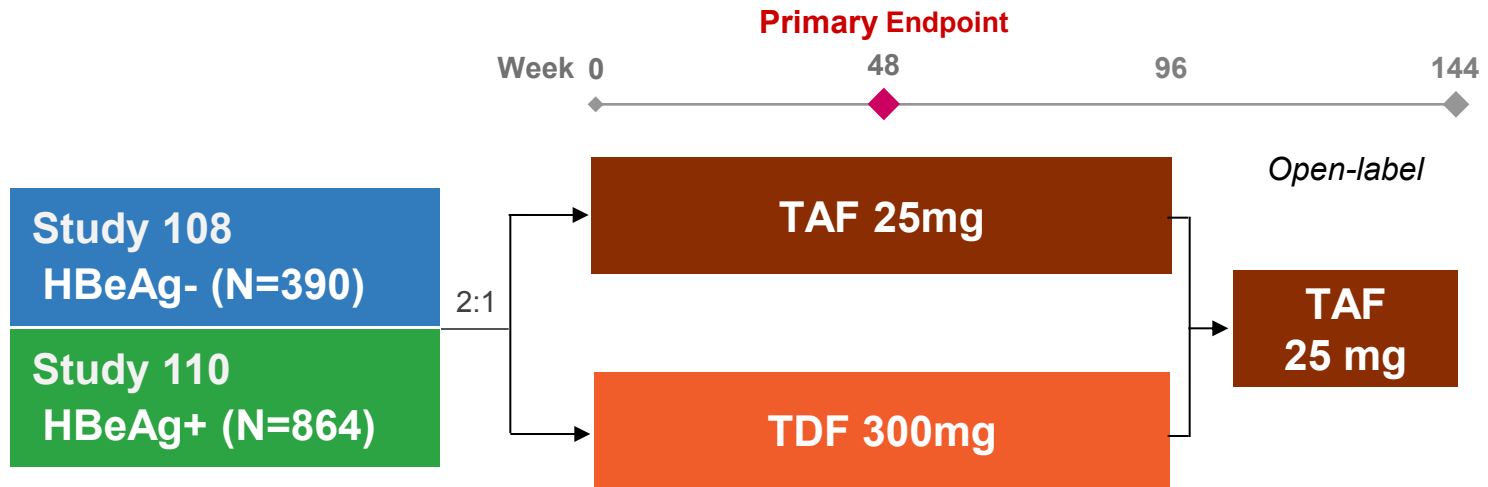 Primary Endpoint
Week 0 48 96 144
Open-label
Study 108
HBeAg- (N=390)
Study 110
HBeAg+ (N=864)
2:1
TAF 25mg
TDF 300mg
TAF
25 mg